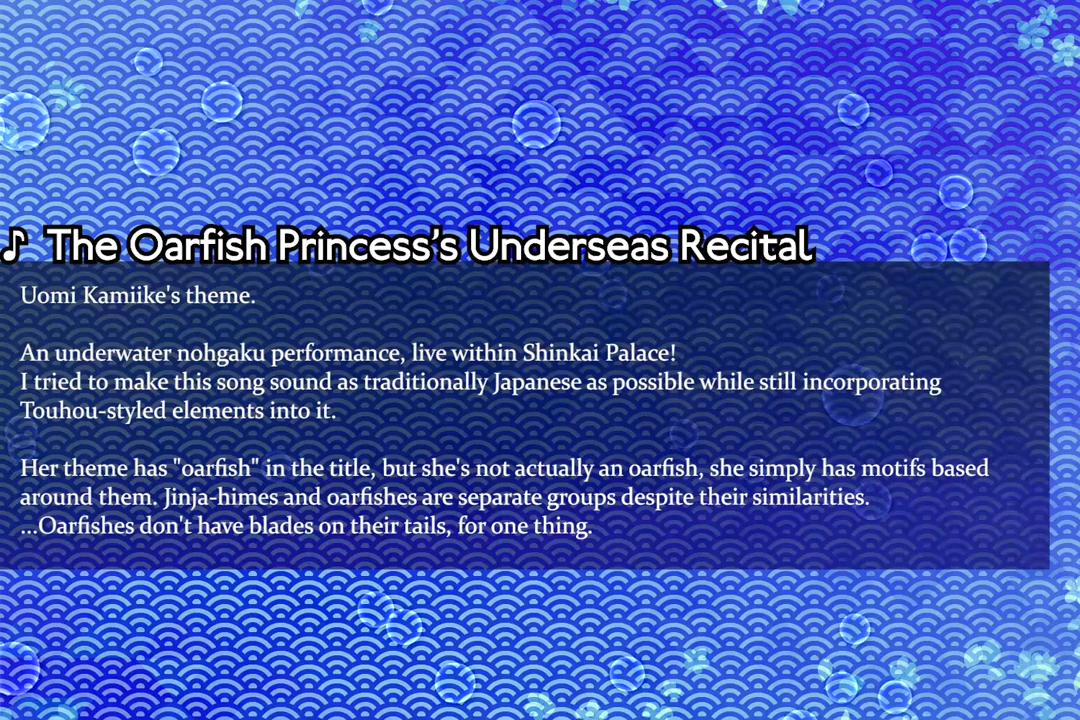 ♪ The Oarfish Princess's Underseas Recital
Uomi Kamiike's theme.
An underwater nohgaku performance, live within Shinkai Palace!
I tried to make this song sound as traditionally Japanese as possible while still incorporating
Touhou-styled elements into it.
Her theme has "oarfish" in the title, but she's not actually an oarfish, she simply has motifs based
around them. Jinja-himes and oarfishes are separate groups despite their similarities.
...Oarfishes don't have blades on their tails, for one thing.